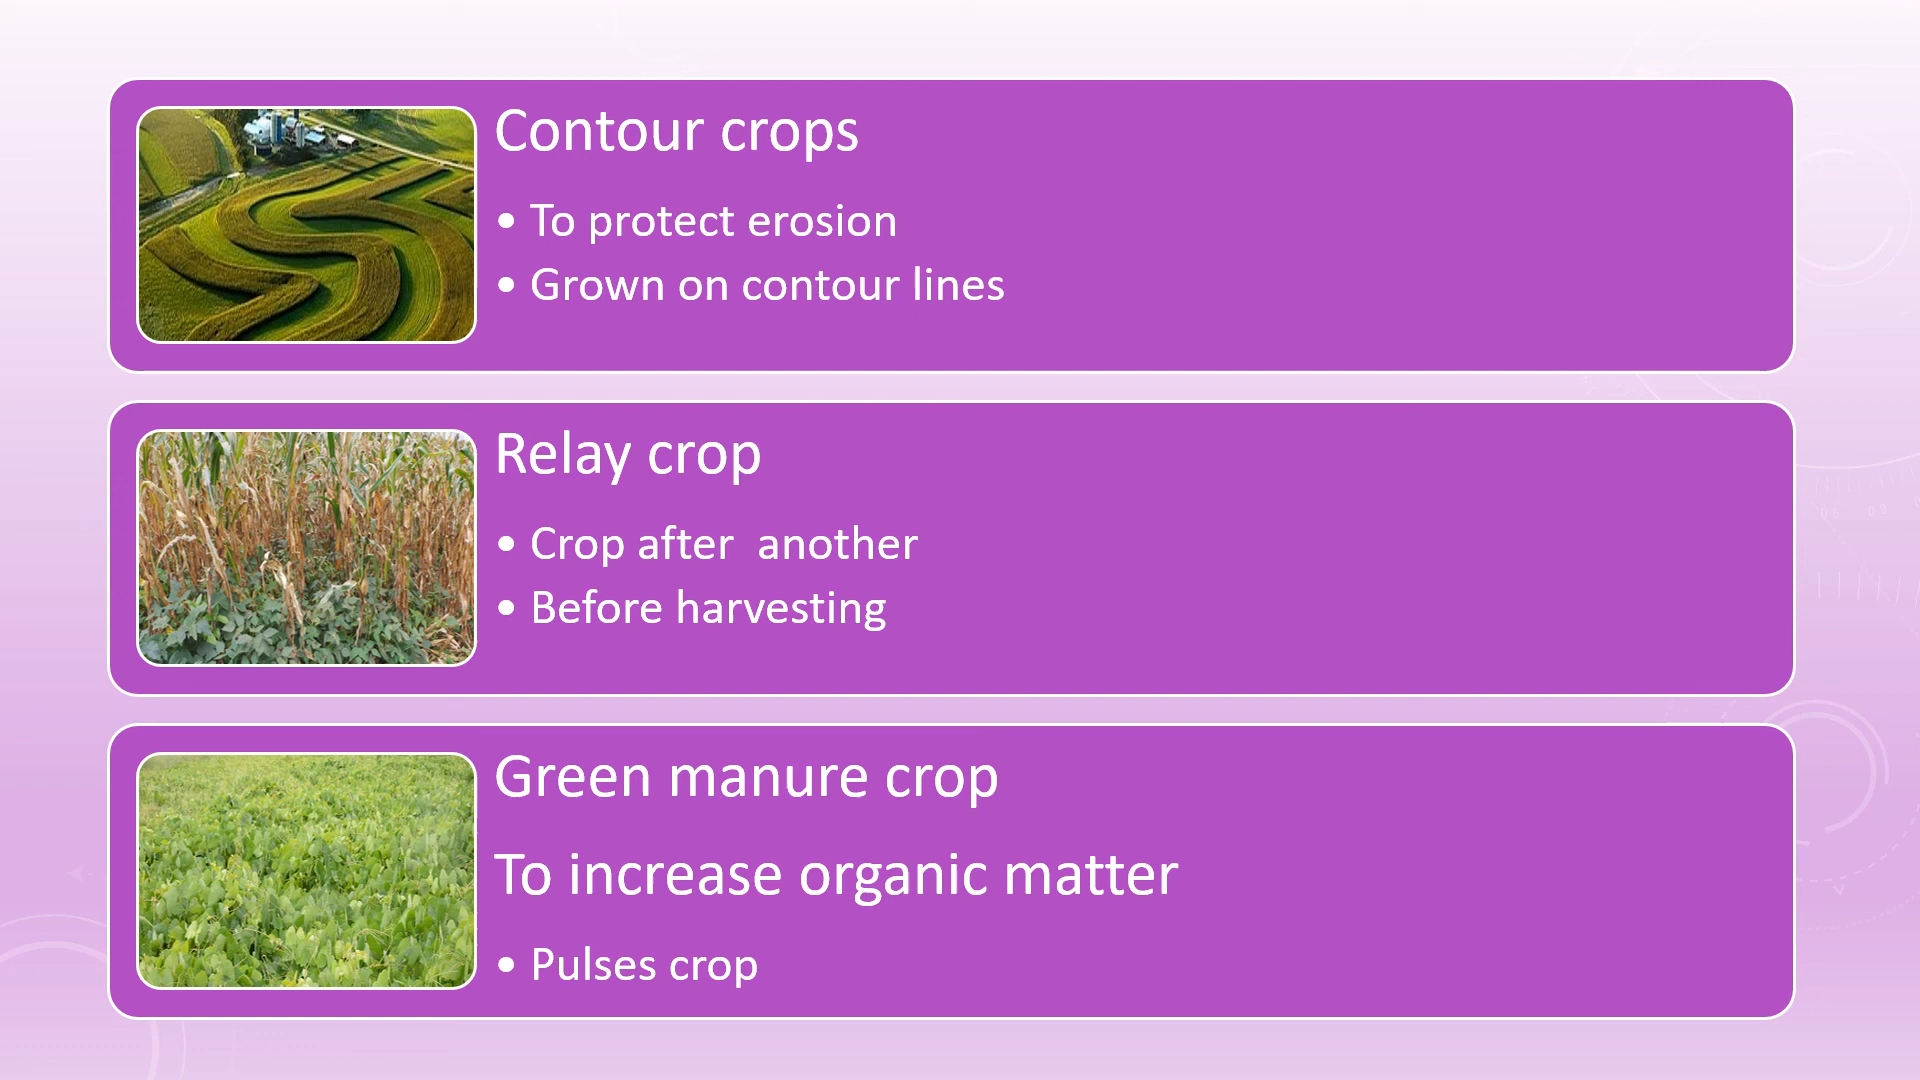 Contour crops
• To protect erosion
• Grown on contour lines
Relay crop
• Crop after  another
• Before harvesting
Green manure crop
To increase organic matter
• Pulses crop